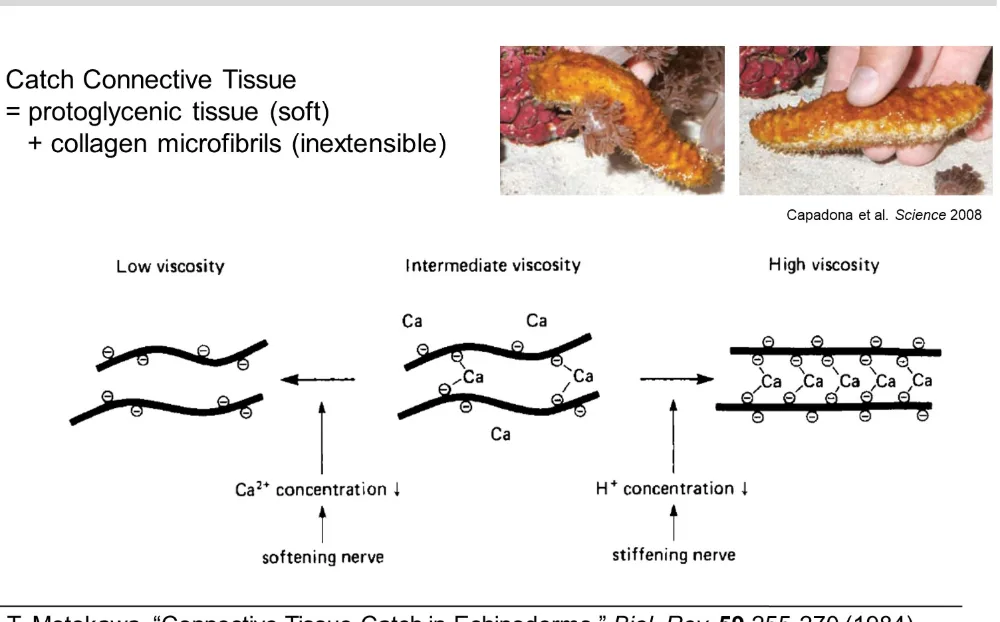 Catch Connective Tissue
= protoglycenic tissue (soft)
+ collagen microfibrils (inextensible)
Capadona et al. Science 2008
Low viscosity
Intermediate viscosity
High viscosity
Ca Ca
Ca Ca
Ca Ca Ca Ca Ca
Ca
Ca²⁺ concentration ↓
H⁺ concentration ↓
softening nerve
stiffening nerve
T. Motokawa, “Connective Tissue Catch in Echinoderms,” Biol. Rev. 59 255-270 (1984)